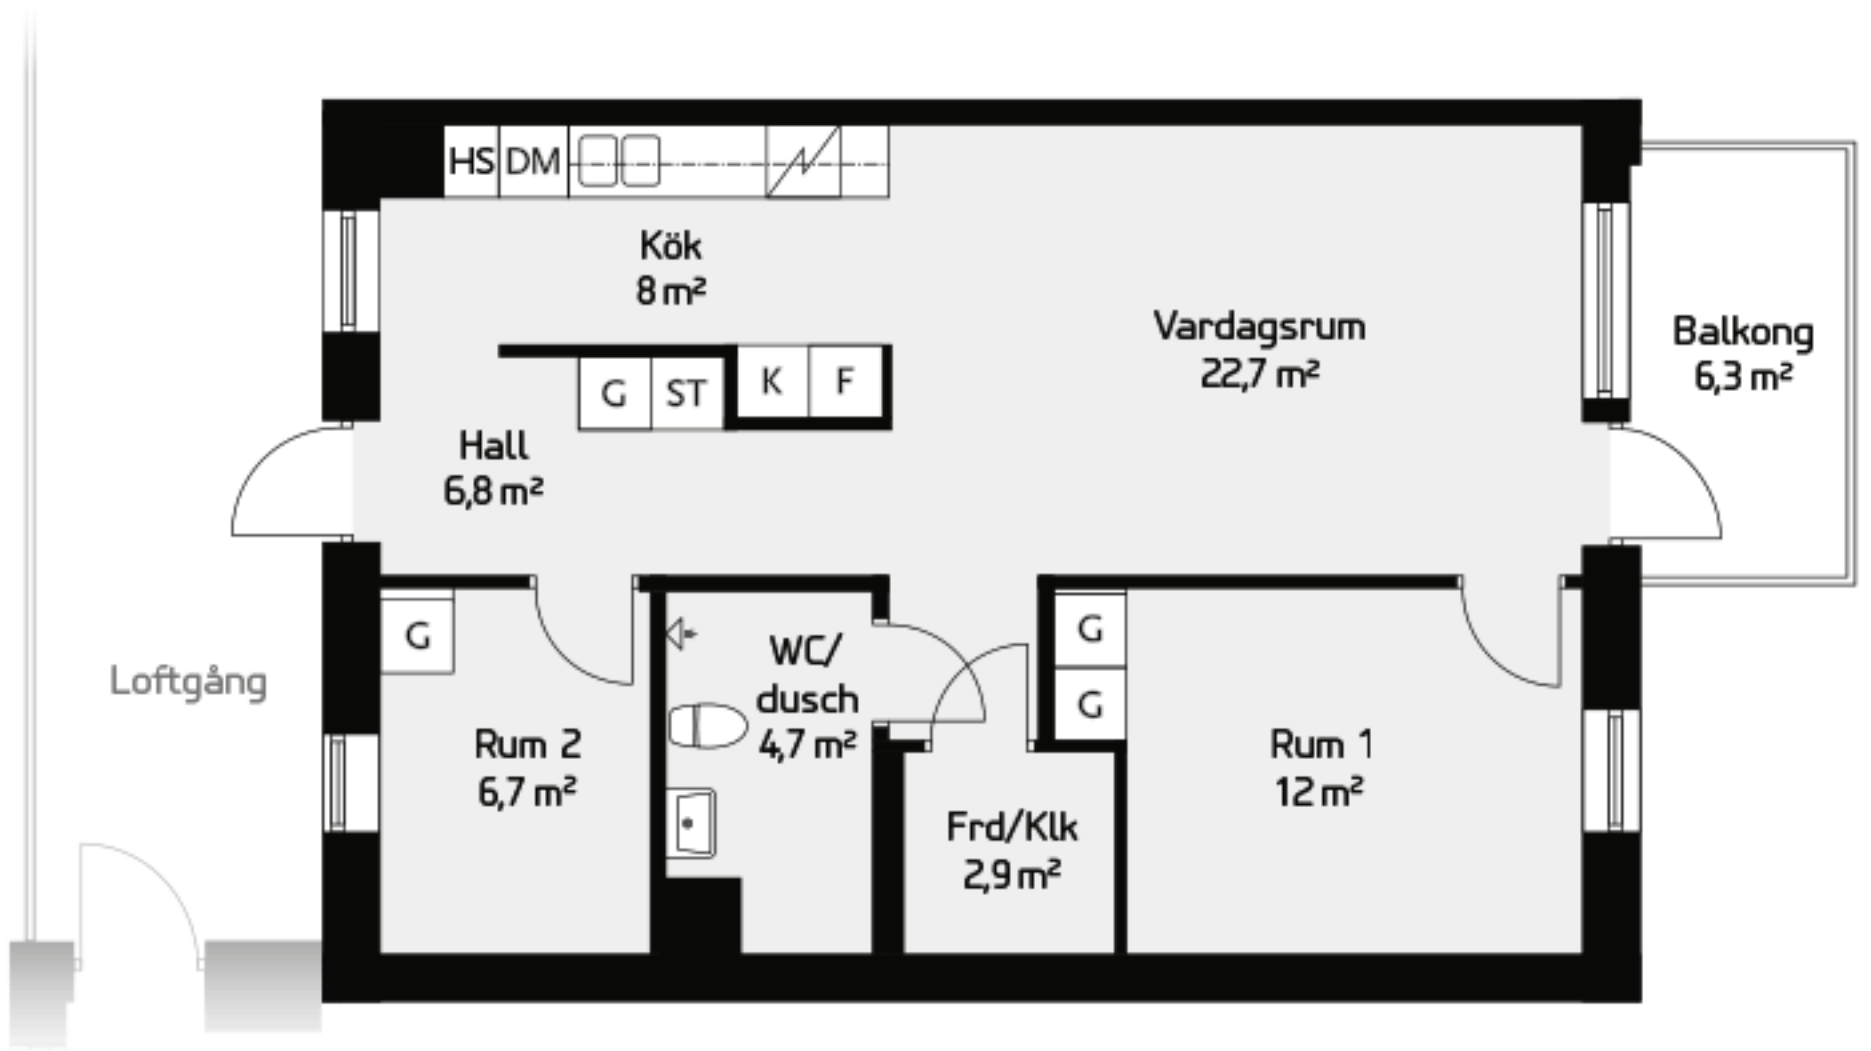 HS DM
Kök
8 m²
Vardagsrum
22,7 m²
Balkong
6,3 m²
G ST K F
Hall
6,8 m²
Loftgång
G
Rum 2
6,7 m²
WC/
dusch
4,7 m²
G
G
Rum 1
12 m²
Frd/Klk
2,9 m²